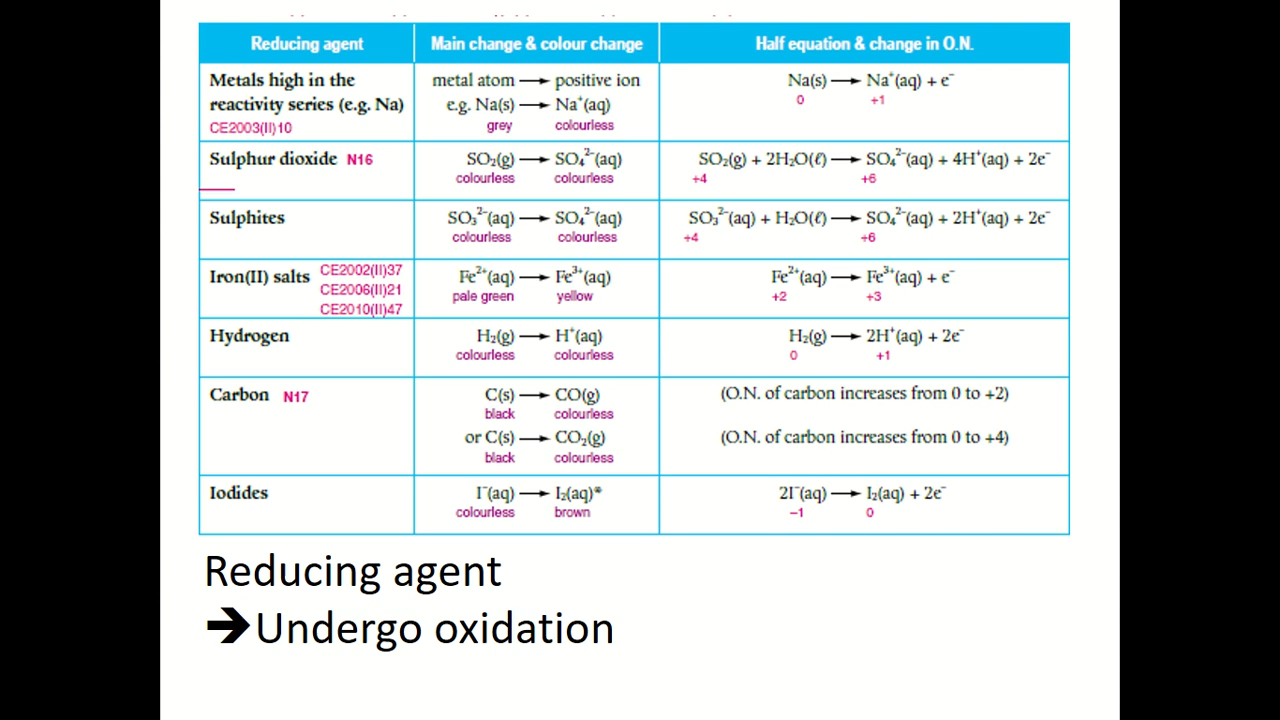 Reducing agent Main change & colour change Half equation & change in O.N.
Metals high in the
reactivity series (e.g. Na)
CE2003(II)10
metal atom → positive ion
e.g. Na(s) → Na⁺(aq)
grey colourless
Na(s) → Na⁺(aq) + e⁻
0 +1
Sulphur dioxide N16
SO₂(g) → SO₄²⁻(aq)
colourless colourless
SO₂(g) + 2H₂O(ℓ) → SO₄²⁻(aq) + 4H⁺(aq) + 2e⁻
+4 +6
Sulphites
SO₃²⁻(aq) → SO₄²⁻(aq)
colourless colourless
SO₃²⁻(aq) + H₂O(ℓ) → SO₄²⁻(aq) + 2H⁺(aq) + 2e⁻
+4 +6
Iron(II) salts
CE2002(II)37
CE2006(II)21
CE2010(II)47
Fe²⁺(aq) → Fe³⁺(aq)
pale green yellow
Fe²⁺(aq) → Fe³⁺(aq) + e⁻
+2 +3
Hydrogen
H₂(g) → H⁺(aq)
colourless colourless
H₂(g) → 2H⁺(aq) + 2e⁻
0 +1
Carbon N17
C(s) → CO(g)
black colourless
or C(s) → CO₂(g)
black colourless
(O.N. of carbon increases from 0 to +2)
(O.N. of carbon increases from 0 to +4)
Iodides
I⁻(aq) → I₂(aq)*
colourless brown
2I⁻(aq) → I₂(aq) + 2e⁻
–1 0
Reducing agent
➔Undergo oxidation